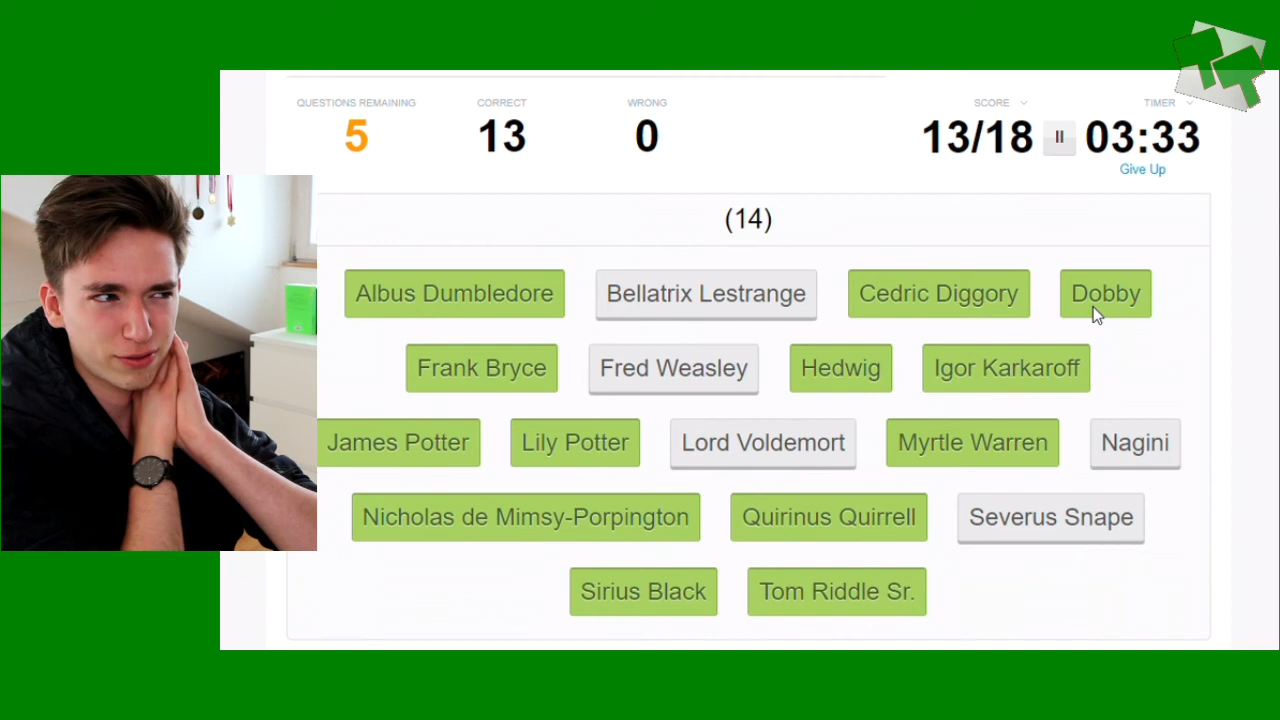 QUESTIONS REMAINING CORRECT WRONG SCORE TIMER
5 13 0 13/18 03:33
Give Up
(14)
Albus Dumbledore Bellatrix Lestrange Cedric Diggory Dobby
Frank Bryce Fred Weasley Hedwig Igor Karkaroff
James Potter Lily Potter Lord Voldemort Myrtle Warren Nagini
Nicholas de Mimsy-Porpington Quirinus Quirrell Severus Snape
Sirius Black Tom Riddle Sr.